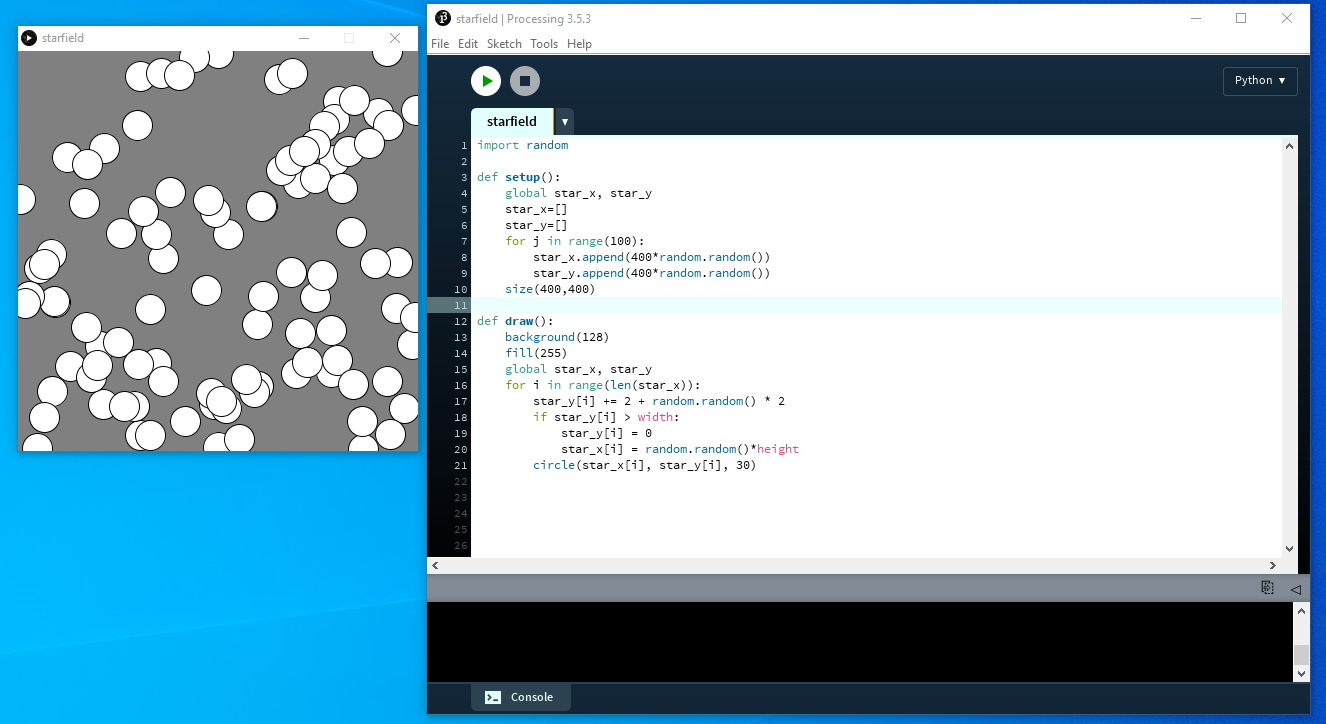 starfield
starfield | Processing 3.5.3
File Edit Sketch Tools Help
Python ▼
starfield ▼
1 import random
2
3 def setup():
4     global star_x, star_y
5     star_x=[]
6     star_y=[]
7     for j in range(100):
8         star_x.append(400*random.random())
9         star_y.append(400*random.random())
10     size(400,400)
11
12 def draw():
13     background(128)
14     fill(255)
15     global star_x, star_y
16     for i in range(len(star_x)):
17         star_y[i] += 2 + random.random() * 2
18         if star_y[i] > width:
19             star_y[i] = 0
20             star_x[i] = random.random()*height
21         circle(star_x[i], star_y[i], 30)
22
23
24
25
26
Console